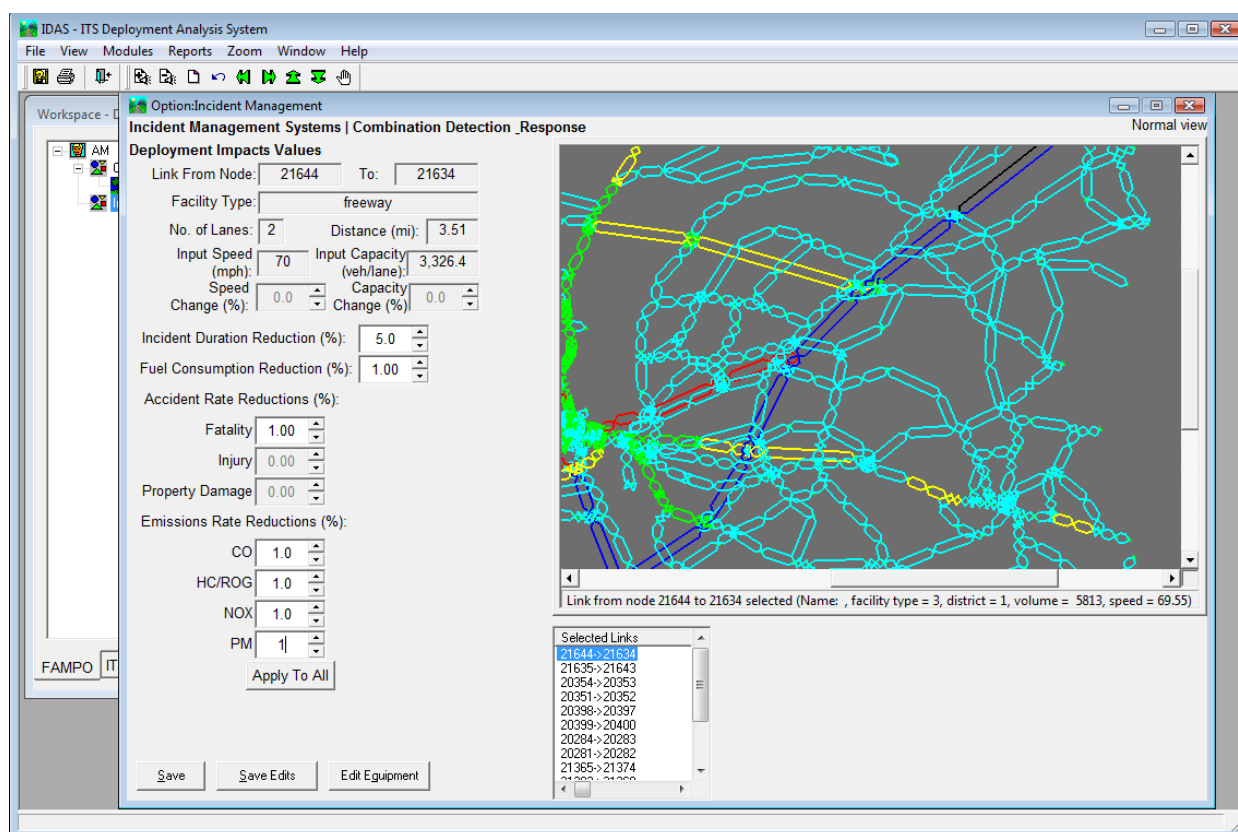 IDAS - ITS Deployment Analysis System
File View Modules Reports Zoom Window Help
Workspace - D
AM
FAMPO IT
Option:Incident Management
Incident Management Systems | Combination Detection _Response
Normal view
Deployment Impacts Values
Link From Node: 21644 To: 21634
Facility Type: freeway
No. of Lanes: 2 Distance (mi): 3.51
Input Speed (mph): 70 Input Capacity (veh/lane): 3,326.4
Speed Change (%): 0.0 Capacity Change (%) 0.0
Incident Duration Reduction (%): 5.0
Fuel Consumption Reduction (%): 1.00
Accident Rate Reductions (%):
Fatality 1.00
Injury 0.00
Property Damage 0.00
Emissions Rate Reductions (%):
CO 1.0
HC/ROG 1.0
NOX 1.0
PM 1
Apply To All
Save Save Edits Edit Equipment
Link from node 21644 to 21634 selected (Name: , facility type = 3, district = 1, volume = 5813, speed = 69.55)
Selected Links
21644->21634
21635->21643
20354->20353
20351->20352
20398->20397
20399->20400
20284->20283
20281->20282
21365->21374